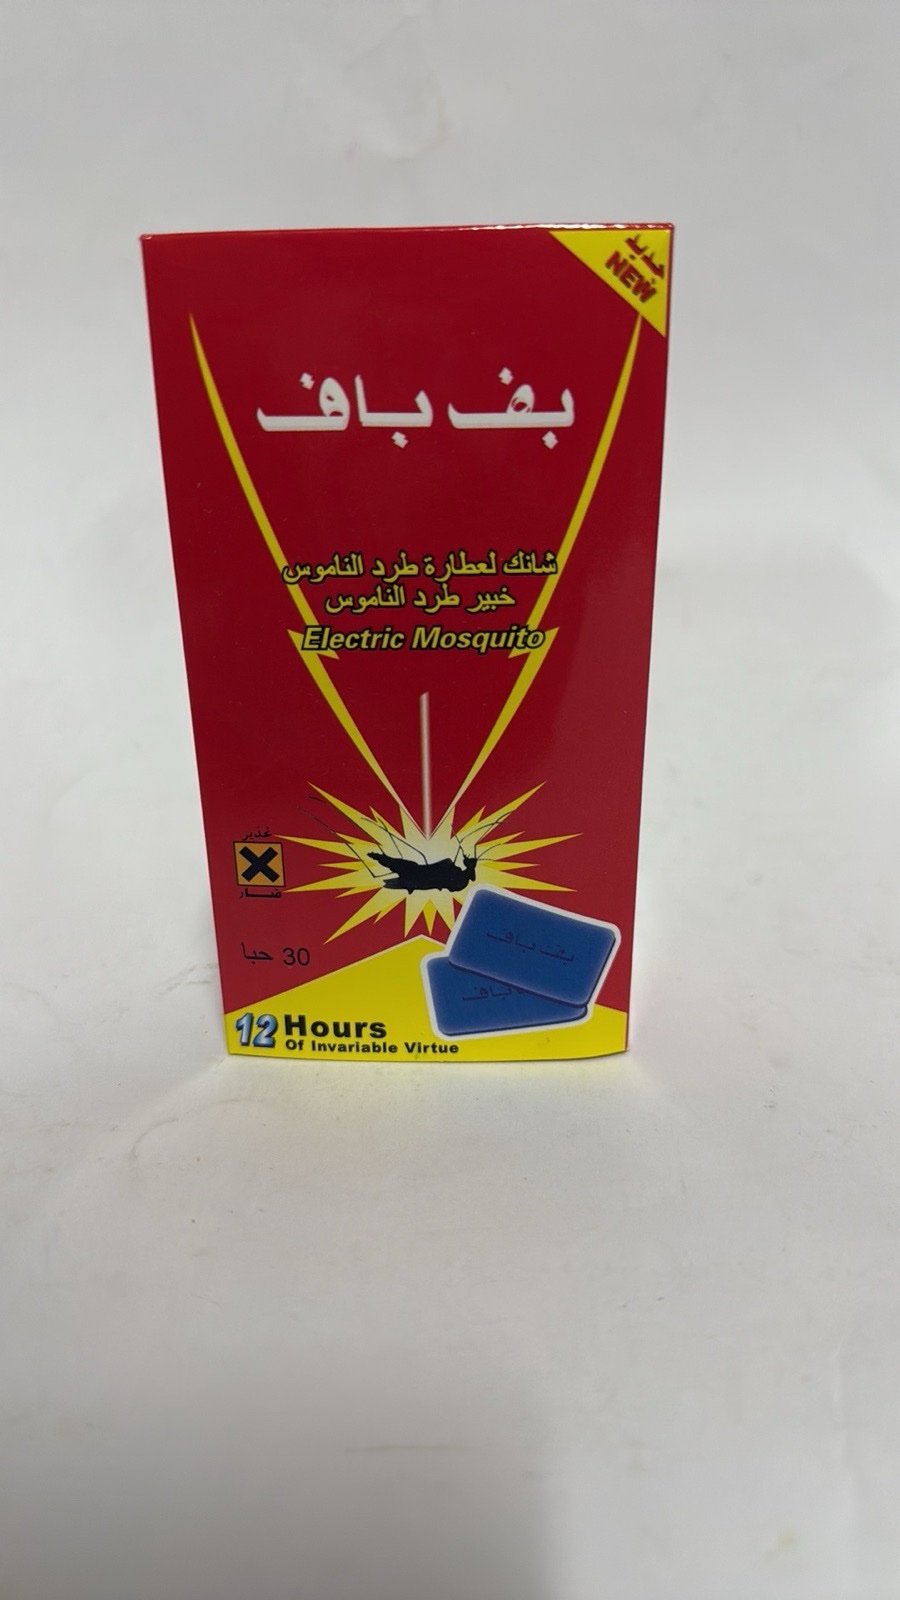 جديد
NEW
بف باف
شانك لعطارة طرد الناموس
خبير طرد الناموس
Electric Mosquito
تحذير
ضار
30 حبا
بف باف
باف
12 Hours
Of Invariable Virtue